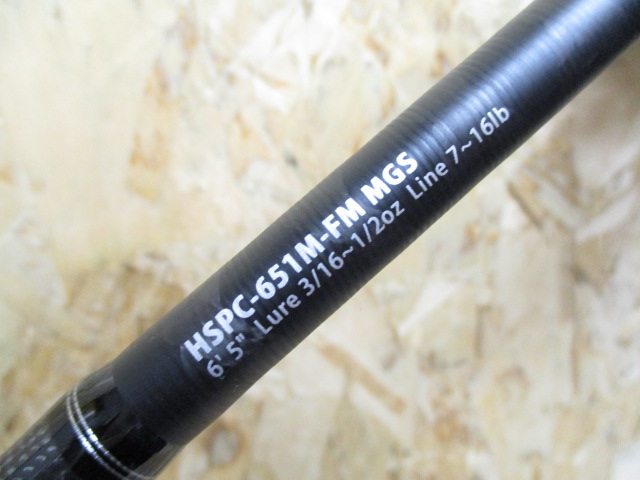 HSPC-651M-FM MGS
6' 5" Lure 3/16~1/2oz Line 7~16lb